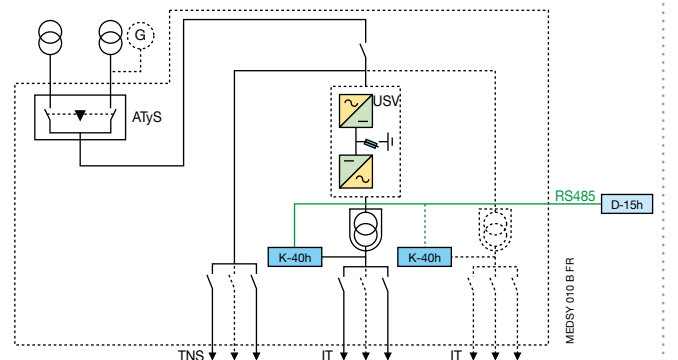 G
ATyS
USV
RS485
D-15h
K-40h
K-40h
MEDSY 010 B FR
TNS
IT
IT